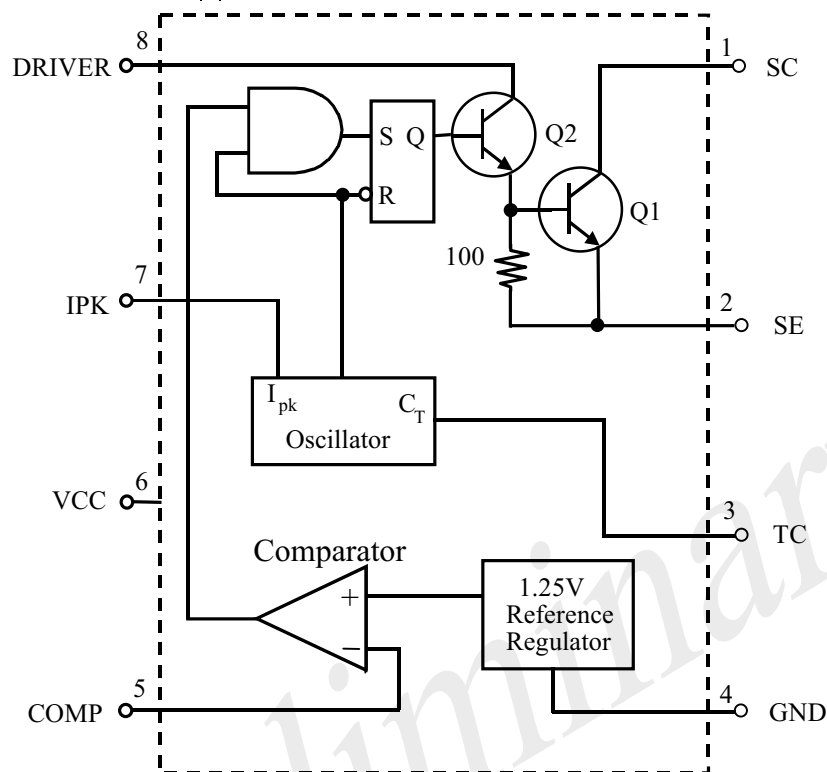 8
DRIVER
1
SC
S Q
R
Q2
Q1
100
7
IPK
2
SE
I pk
C T
Oscillator
6
VCC
3
TC
Comparator
+
−
1.25V
Reference
Regulator
5
COMP
4
GND